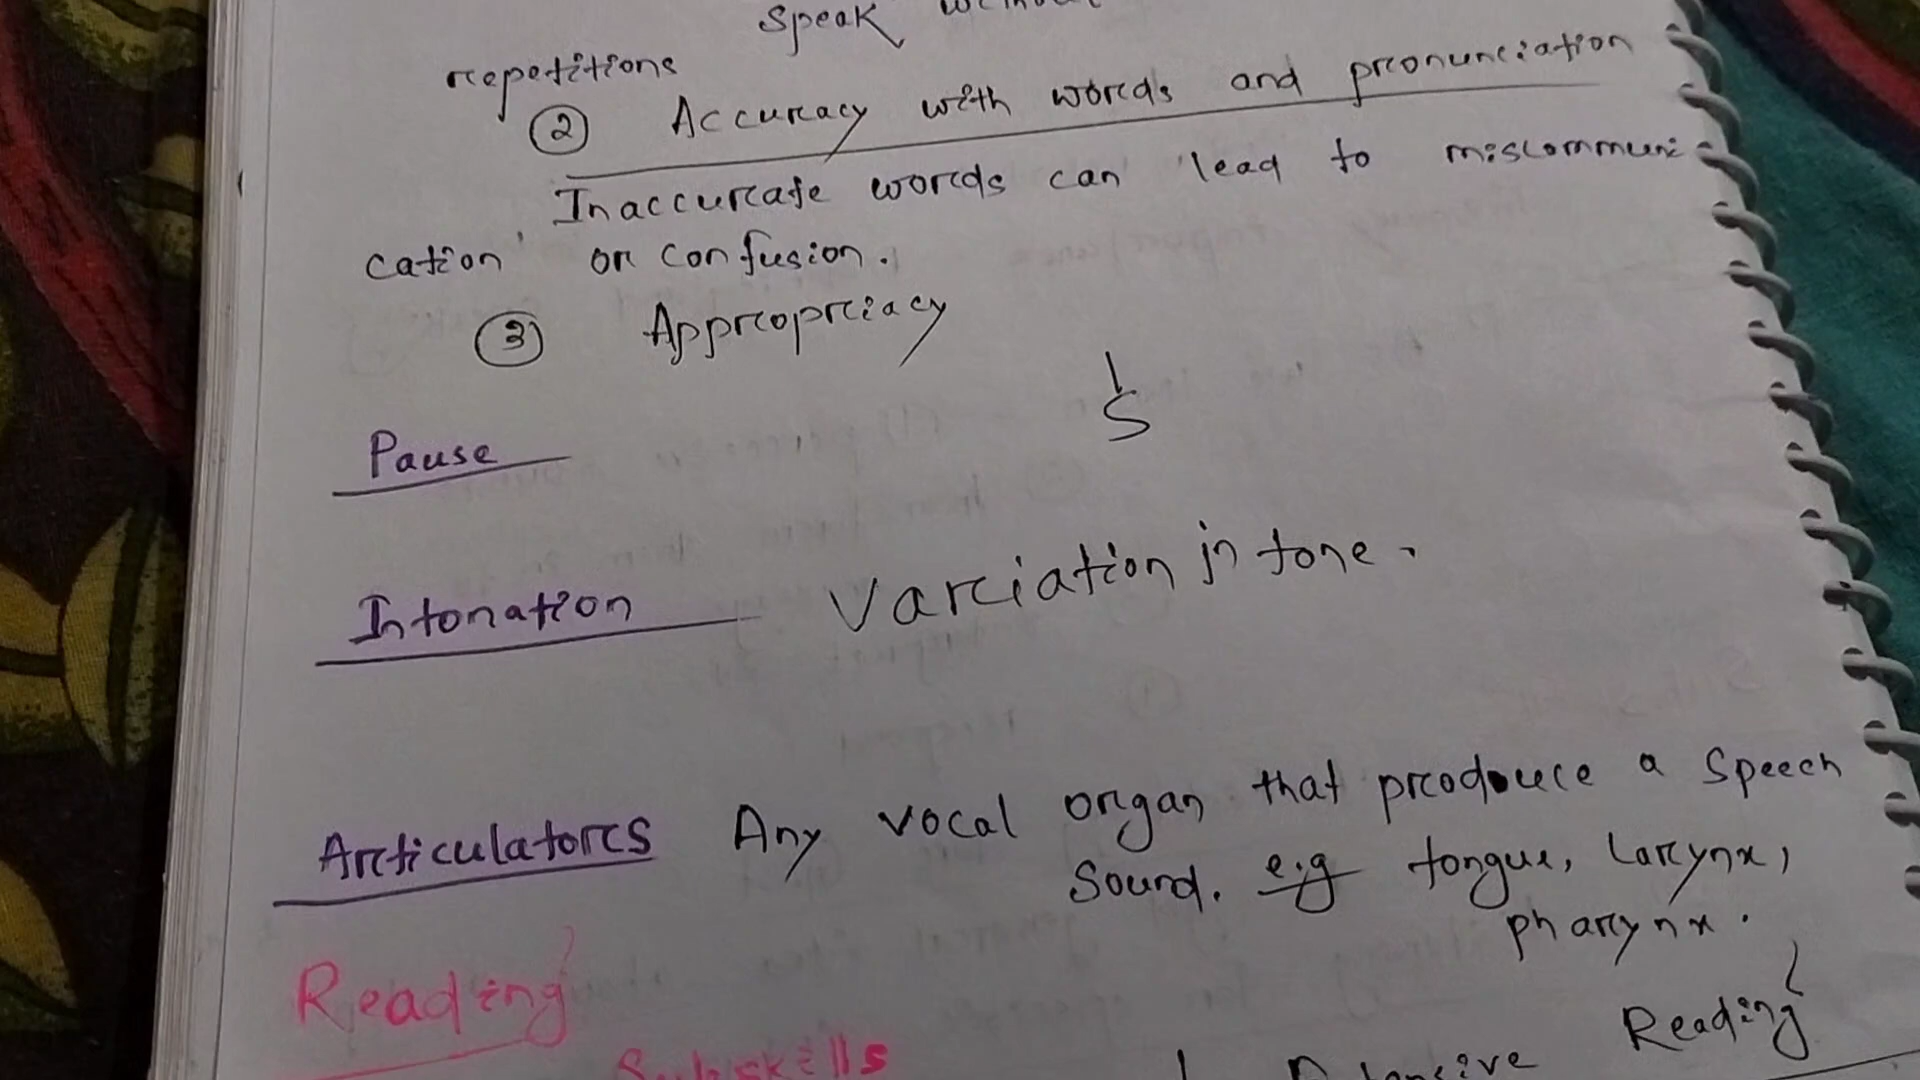 speak
repetitions
② Accuracy with words and pronunciation
Inaccurate words can lead to miscommuni
cation or confusion.
③ Appropriacy
Pause
Intonation Variation in tone.
Articulators Any vocal organ that produce a speech
sound. e.g tongue, larynx,
pharynx.
Reading
Subskills
Reading